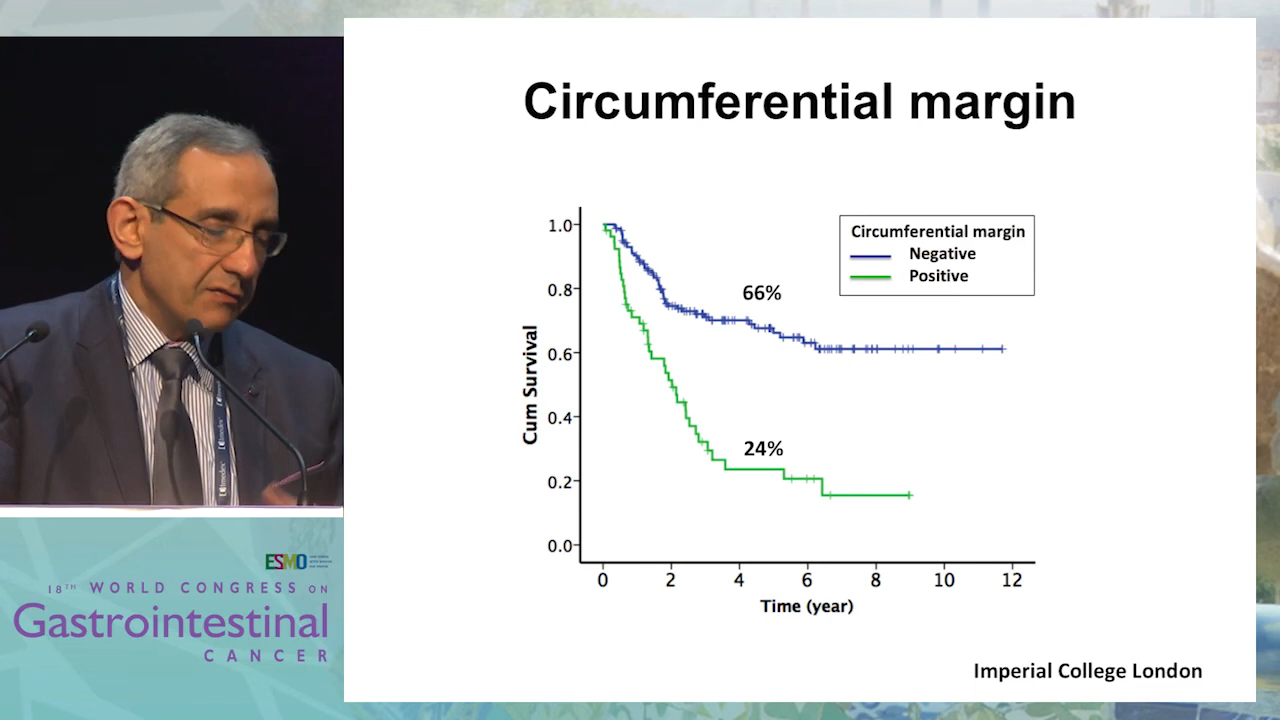 Circumferential margin
1.0
0.8
0.6
0.4
0.2
0.0
Cum Survival
66%
24%
Circumferential margin
Negative
Positive
0 2 4 6 8 10 12
Time (year)
Imperial College London
ESMO
18TH WORLD CONGRESS ON
Gastrointestinal
CANCER